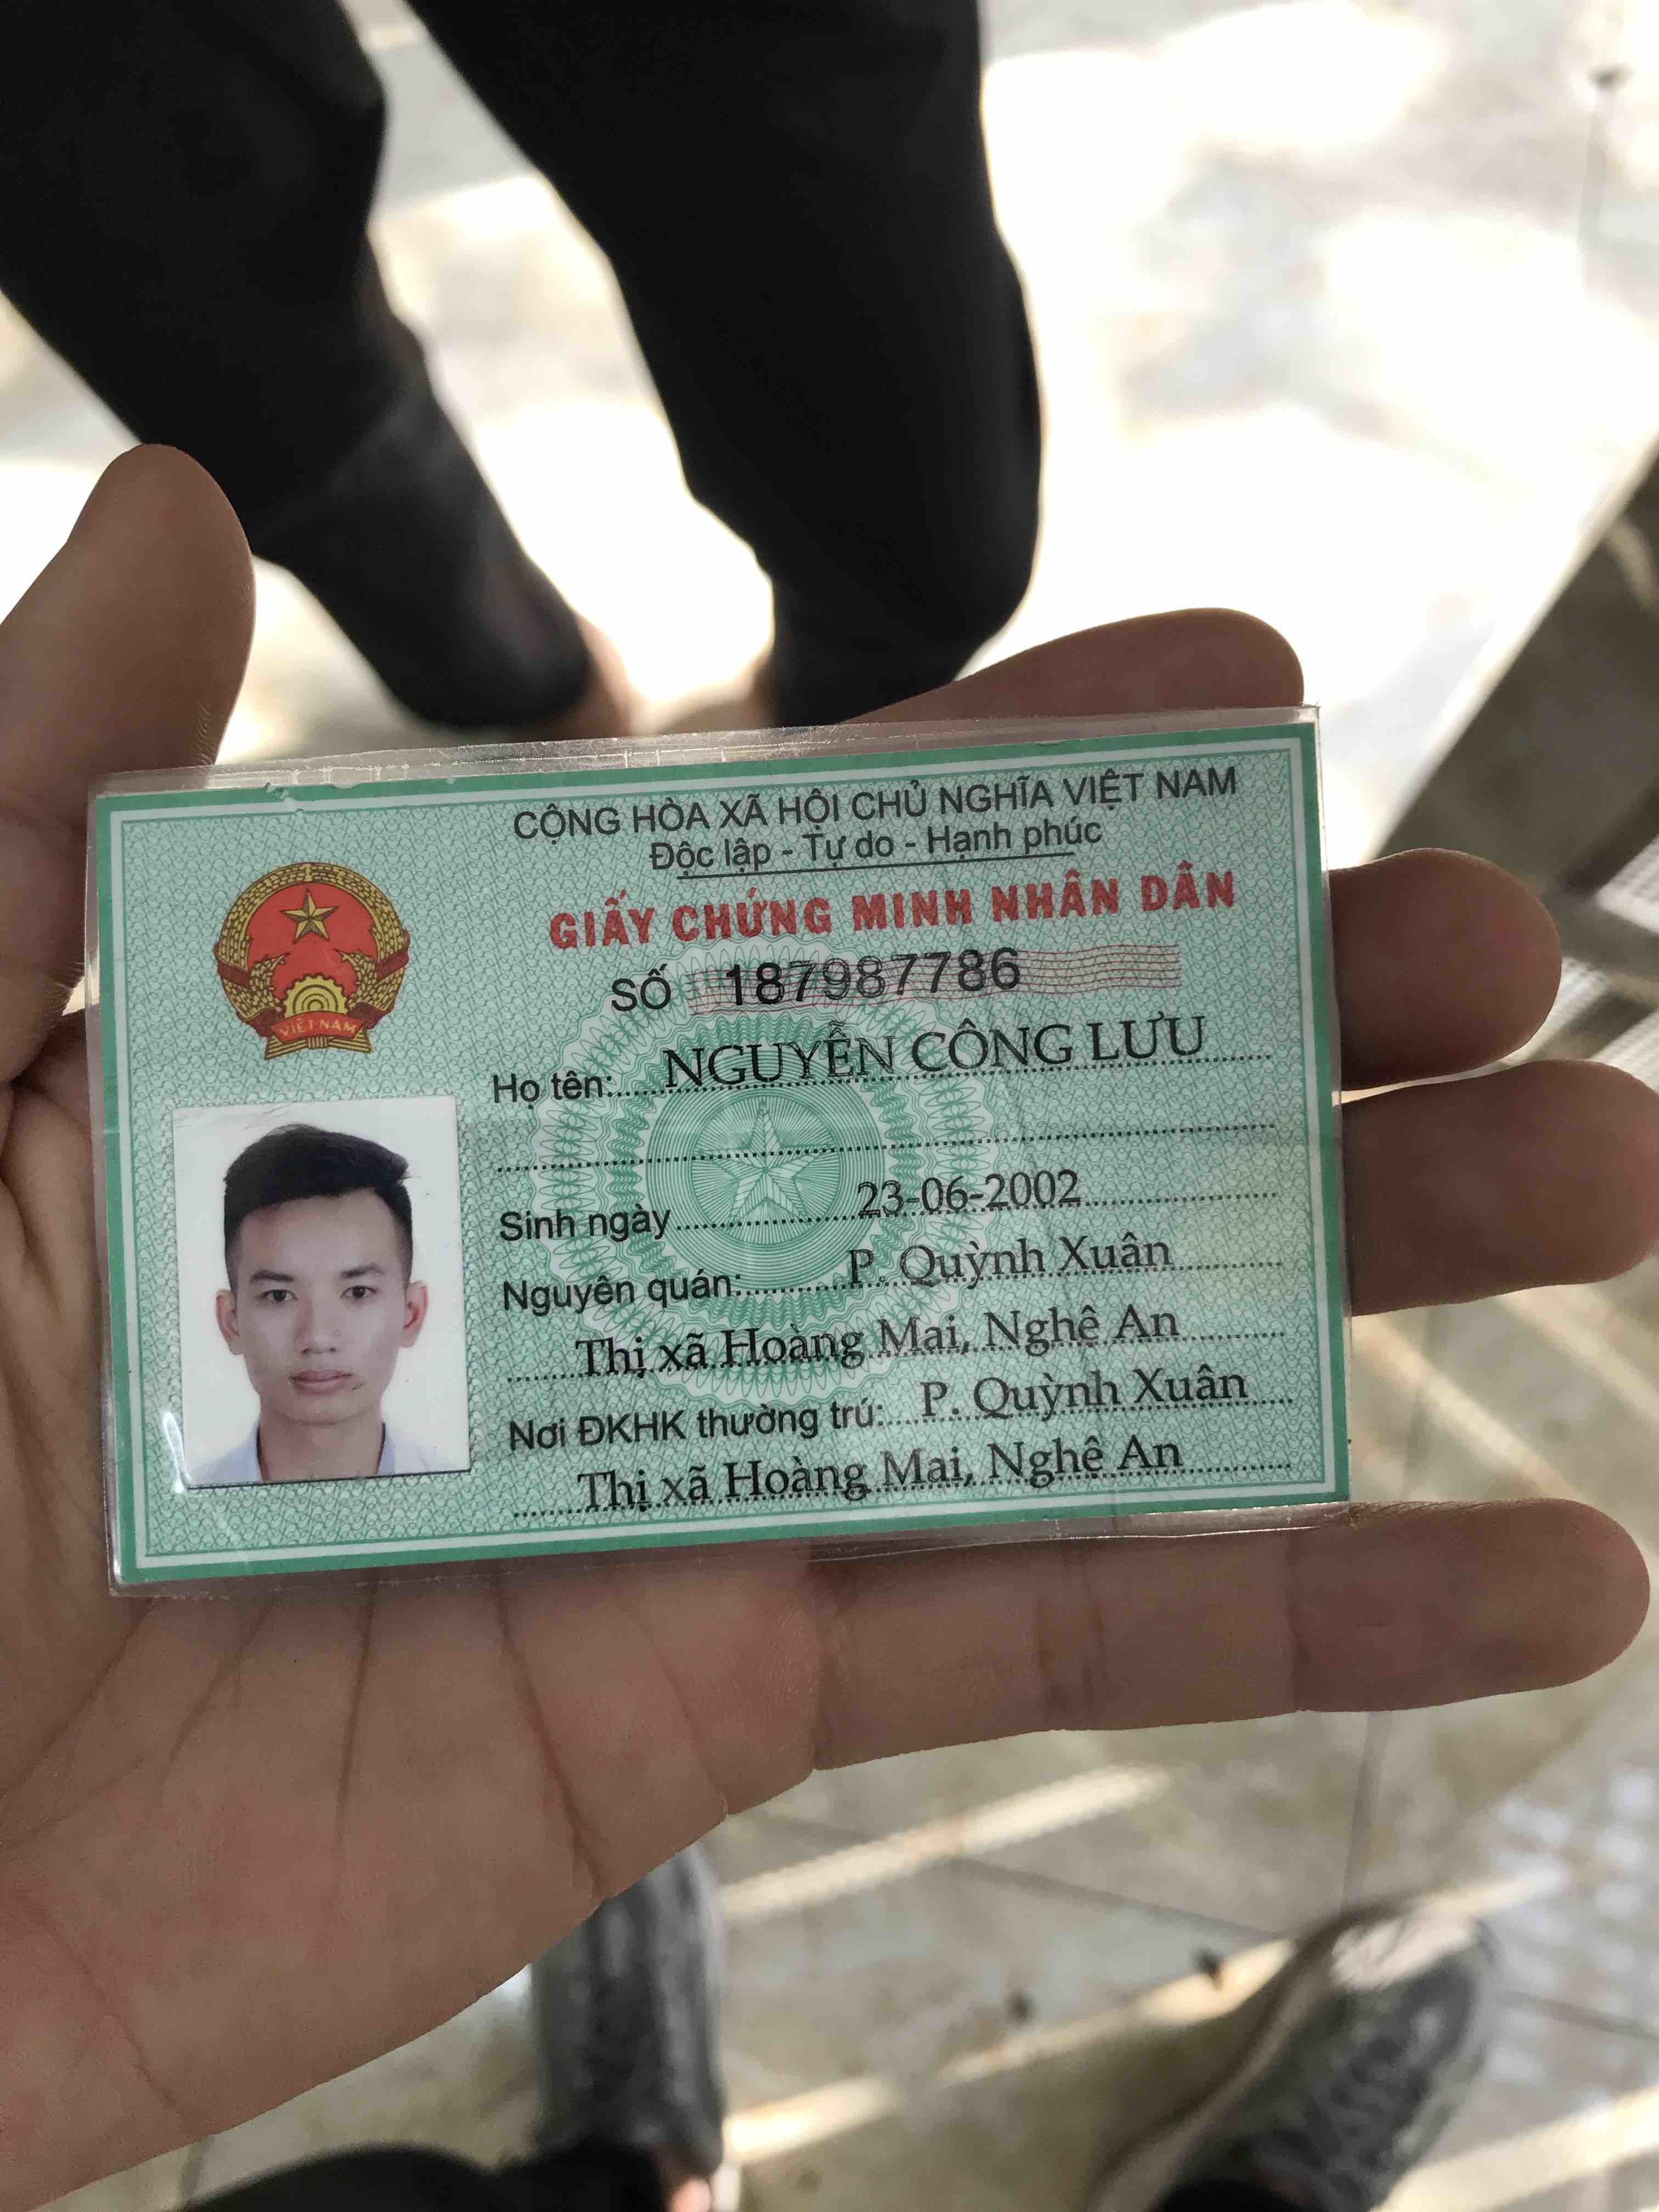 CỘNG HÒA XÃ HỘI CHỦ NGHĨA VIỆT NAM
Độc lập - Tự do - Hạnh phúc
GIẤY CHỨNG MINH NHÂN DÂN
SỐ 187987786
Họ tên: NGUYỄN CÔNG LƯU
Sinh ngày 23-06-2002
Nguyên quán: P. Quỳnh Xuân
Thị xã Hoàng Mai, Nghệ An
Nơi ĐKHK thường trú: P. Quỳnh Xuân
Thị xã Hoàng Mai, Nghệ An
VIỆT NAM